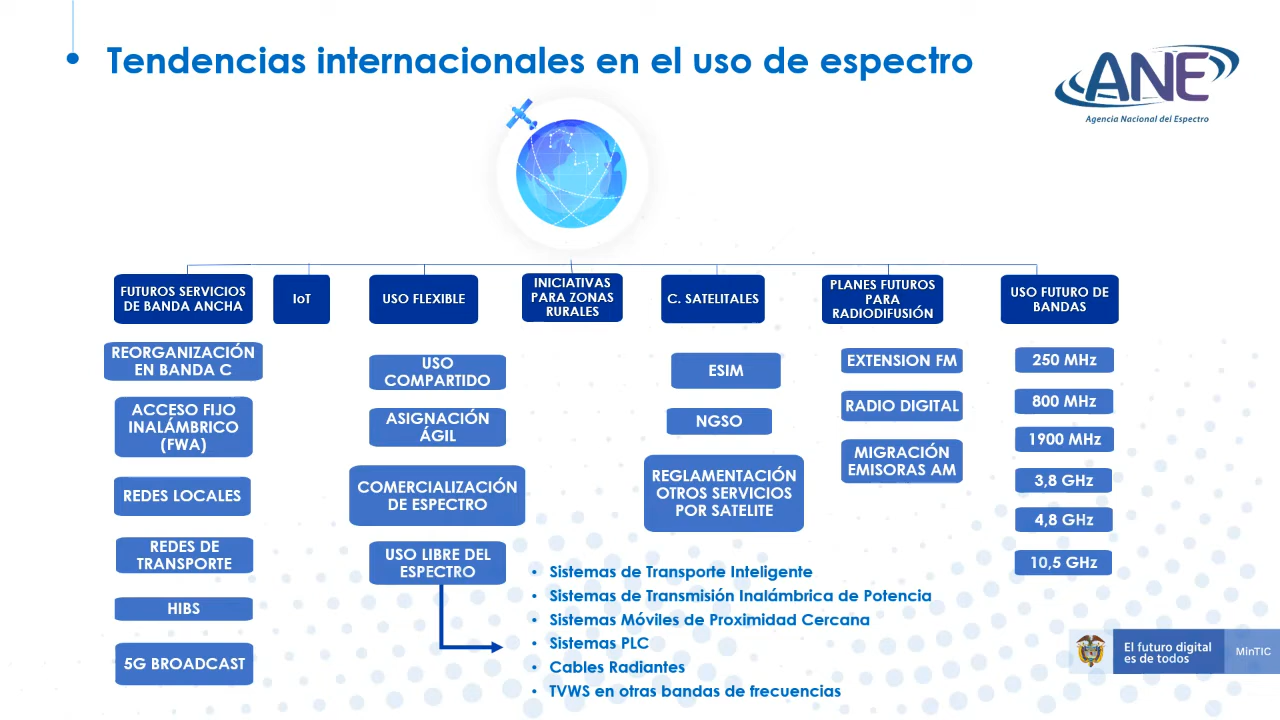 Tendencias internacionales en el uso de espectro
ANE
Agencia Nacional del Espectro
FUTUROS SERVICIOS
DE BANDA ANCHA
REORGANIZACIÓN
EN BANDA C
ACCESO FIJO
INALÁMBRICO
(FWA)
REDES LOCALES
REDES DE
TRANSPORTE
HIBS
5G BROADCAST
IoT
USO FLEXIBLE
USO
COMPARTIDO
ASIGNACIÓN
ÁGIL
COMERCIALIZACIÓN
DE ESPECTRO
USO LIBRE DEL
ESPECTRO
• Sistemas de Transporte Inteligente
• Sistemas de Transmisión Inalámbrica de Potencia
• Sistemas Móviles de Proximidad Cercana
• Sistemas PLC
• Cables Radiantes
• TVWS en otras bandas de frecuencias
INICIATIVAS
PARA ZONAS
RURALES
C. SATELITALES
ESIM
NGSO
REGLAMENTACIÓN
OTROS SERVICIOS
POR SATELITE
PLANES FUTUROS
PARA
RADIODIFUSIÓN
EXTENSION FM
RADIO DIGITAL
MIGRACIÓN
EMISORAS AM
USO FUTURO DE
BANDAS
250 MHz
800 MHz
1900 MHz
3,8 GHz
4,8 GHz
10,5 GHz
El futuro digital
es de todos
MinTIC